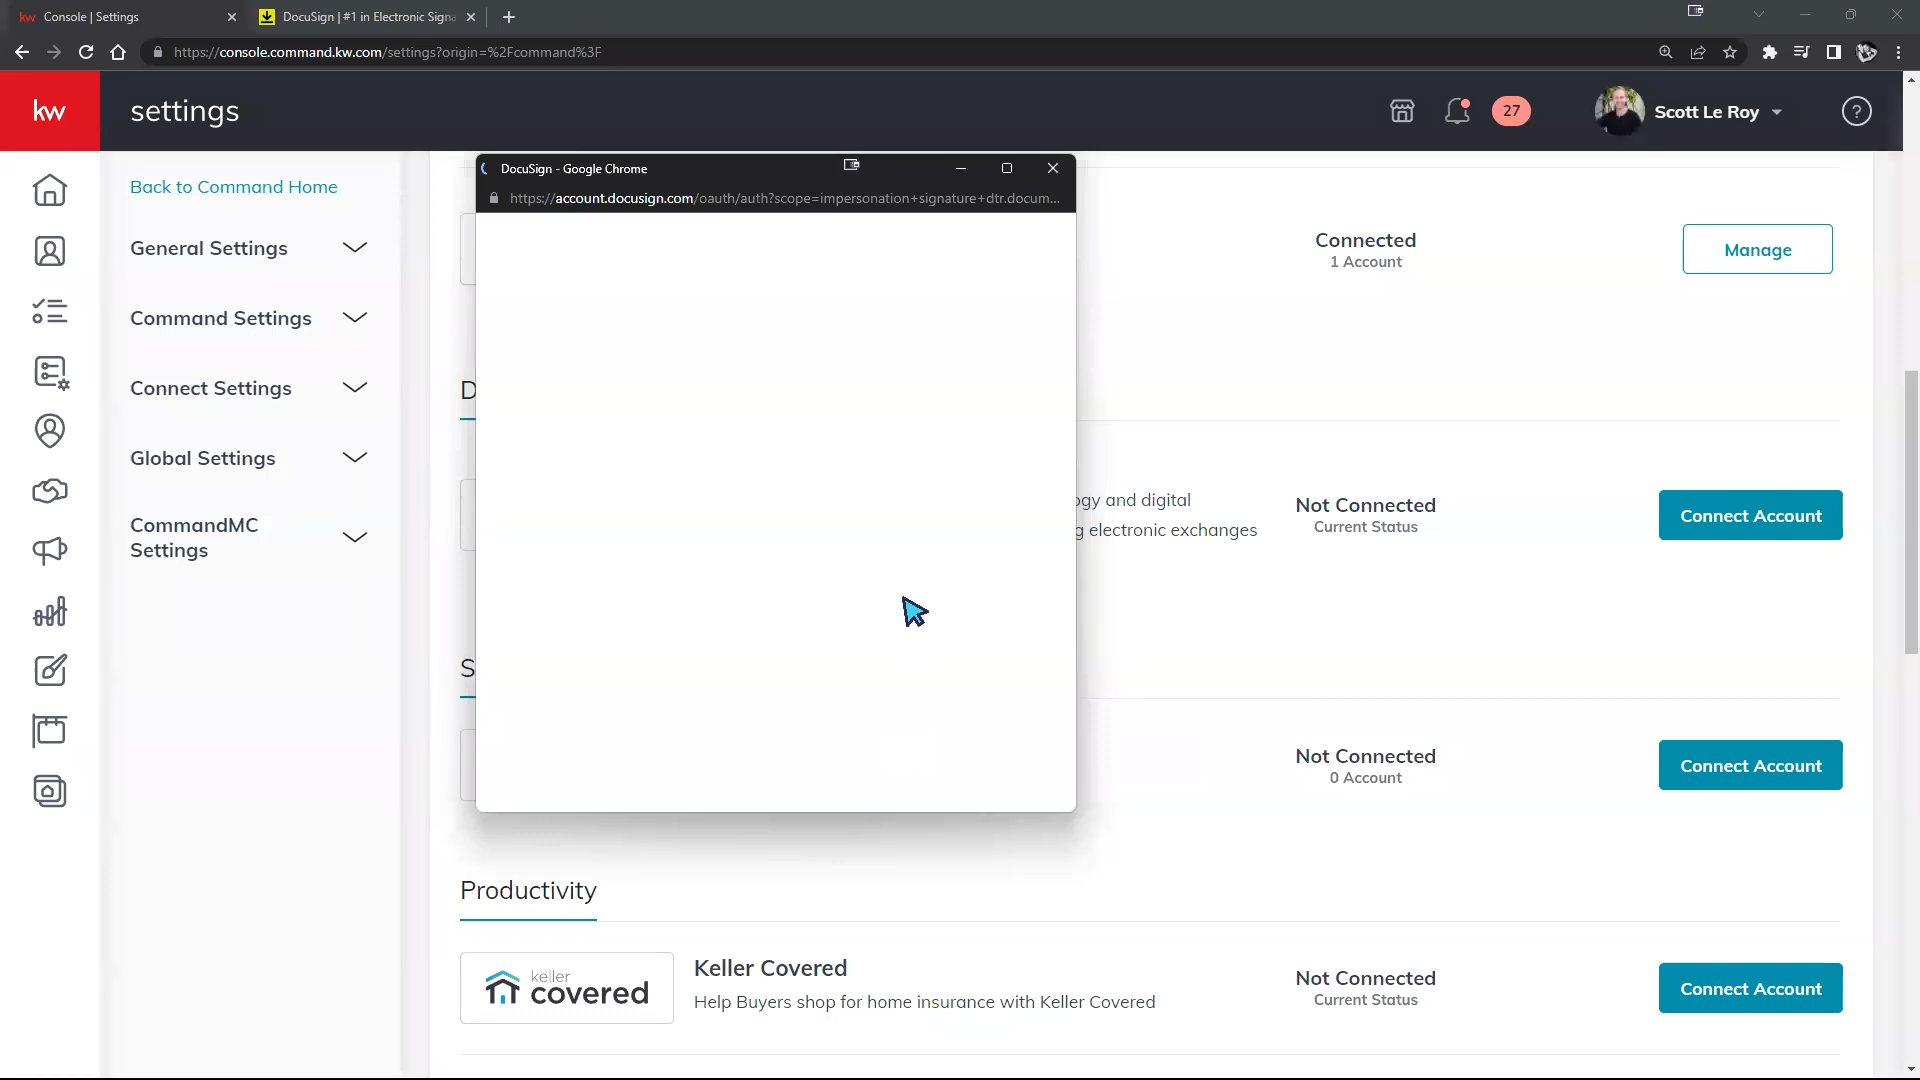 kw Console | Settings
DocuSign | #1 in Electronic Signa
https://console.command.kw.com/settings?origin=%2Fcommand%3F
kw
settings
27
Scott Le Roy
?
Back to Command Home
General Settings
Command Settings
Connect Settings
Global Settings
CommandMC
Settings
DocuSign - Google Chrome
https://account.docusign.com/oauth/auth?scope=impersonation+signature+dtr.docum...
Connected
1 Account
Manage
D
ogy and digital
g electronic exchanges
Not Connected
Current Status
Connect Account
S
Not Connected
0 Account
Connect Account
Productivity
keller
covered
Keller Covered
Help Buyers shop for home insurance with Keller Covered
Not Connected
Current Status
Connect Account